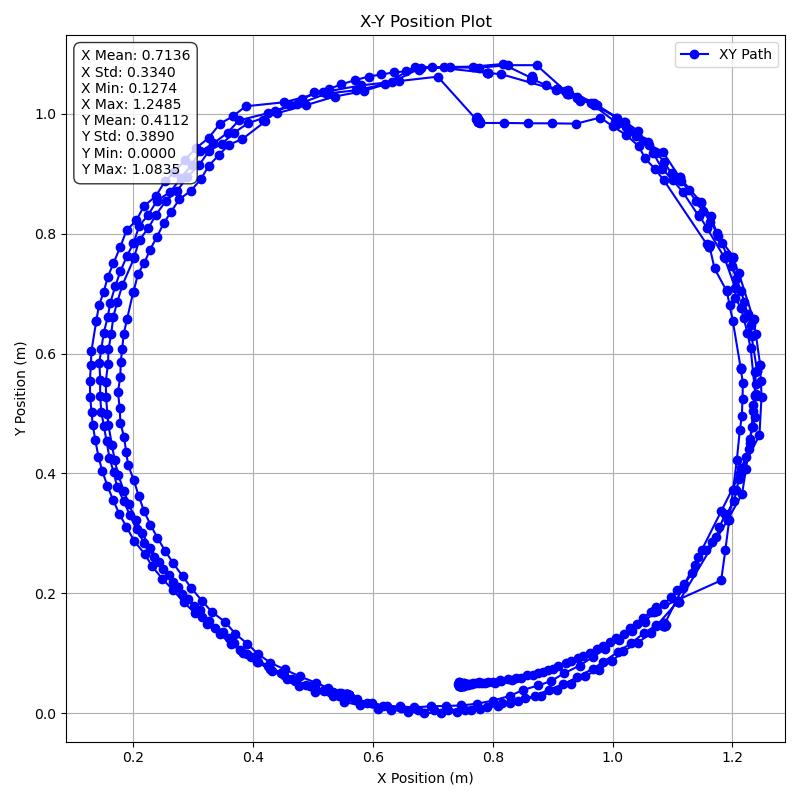 X-Y Position Plot
X Mean: 0.7136
X Std: 0.3340
X Min: 0.1274
X Max: 1.2485
Y Mean: 0.4112
Y Std: 0.3890
Y Min: 0.0000
Y Max: 1.0835
XY Path
Y Position (m)
1.0
0.8
0.6
0.4
0.2
0.0
0.2 0.4 0.6 0.8 1.0 1.2
X Position (m)